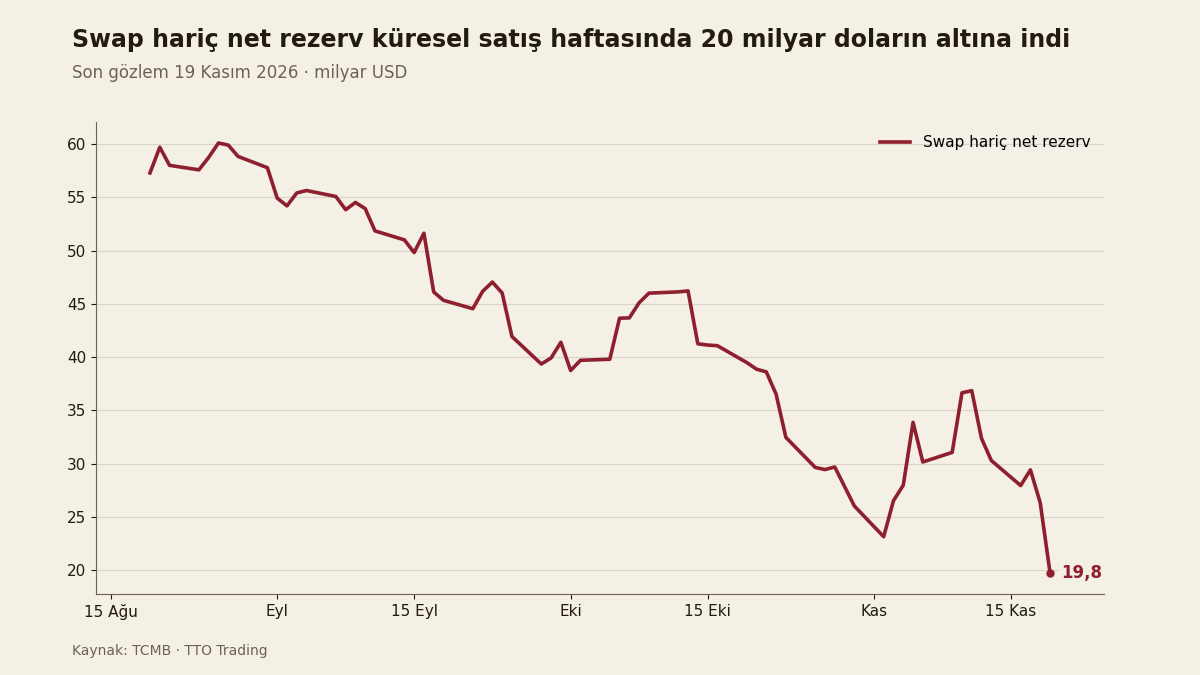 Swap hariç net rezerv küresel satış haftasında 20 milyar doların altına indi
Son gözlem 19 Kasım 2026 · milyar USD
Swap hariç net rezerv
60
55
50
45
40
35
30
25
20
19,8
15 Ağu
Eyl
15 Eyl
Eki
15 Eki
Kas
15 Kas
Kaynak: TCMB · TTO Trading